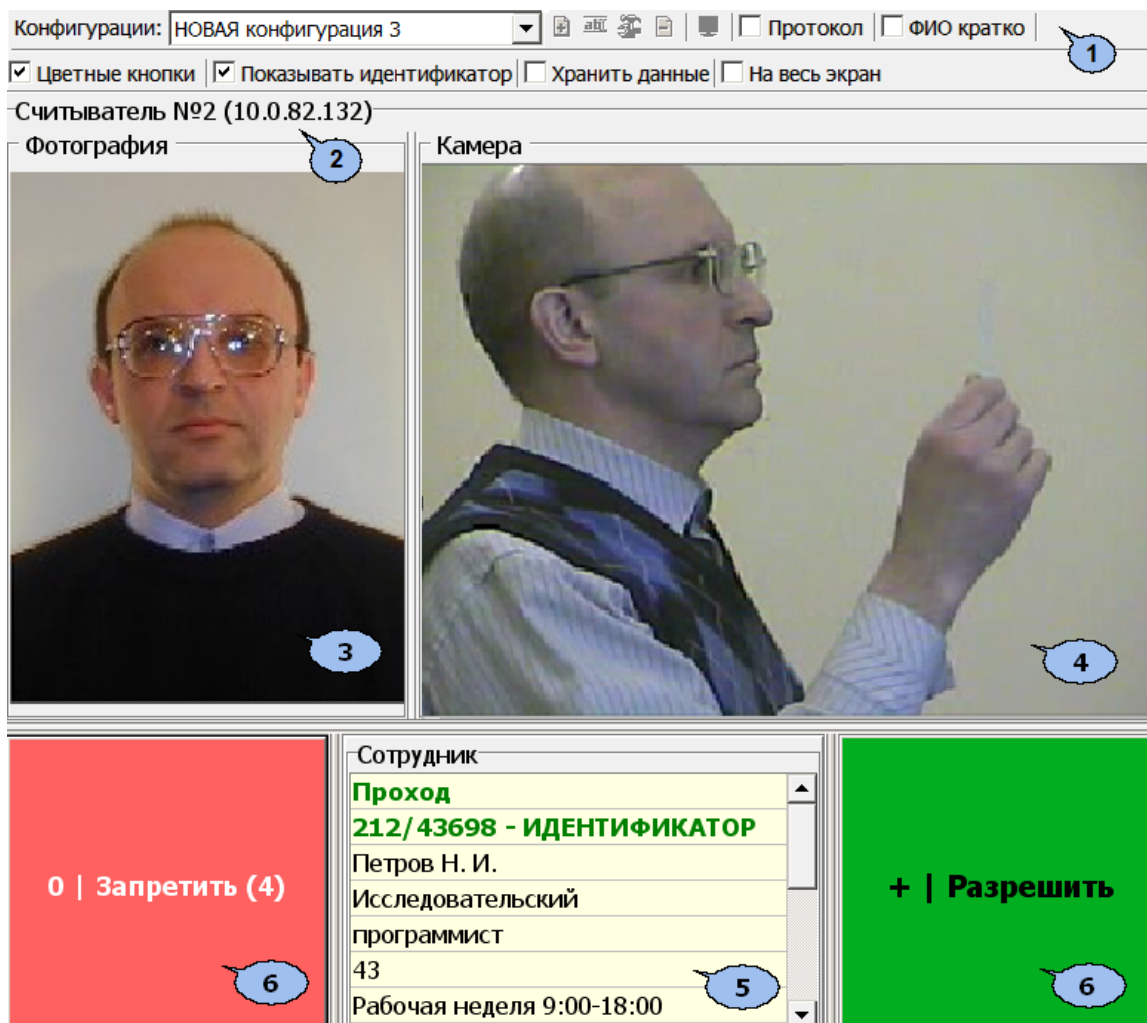 Конфигурации: НОВАЯ конфигурация 3 abc Протокол ФИО кратко 1
Цветные кнопки Показывать идентификатор Хранить данные На весь экран
Считыватель №2 (10.0.82.132)
2
Фотография Камера
3
4
Сотрудник
Проход
212/43698 - ИДЕНТИФИКАТОР
Петров Н. И.
0 | Запретить (4) + | Разрешить
Исследовательский
программист
43
6 5 6
Рабочая неделя 9:00-18:00